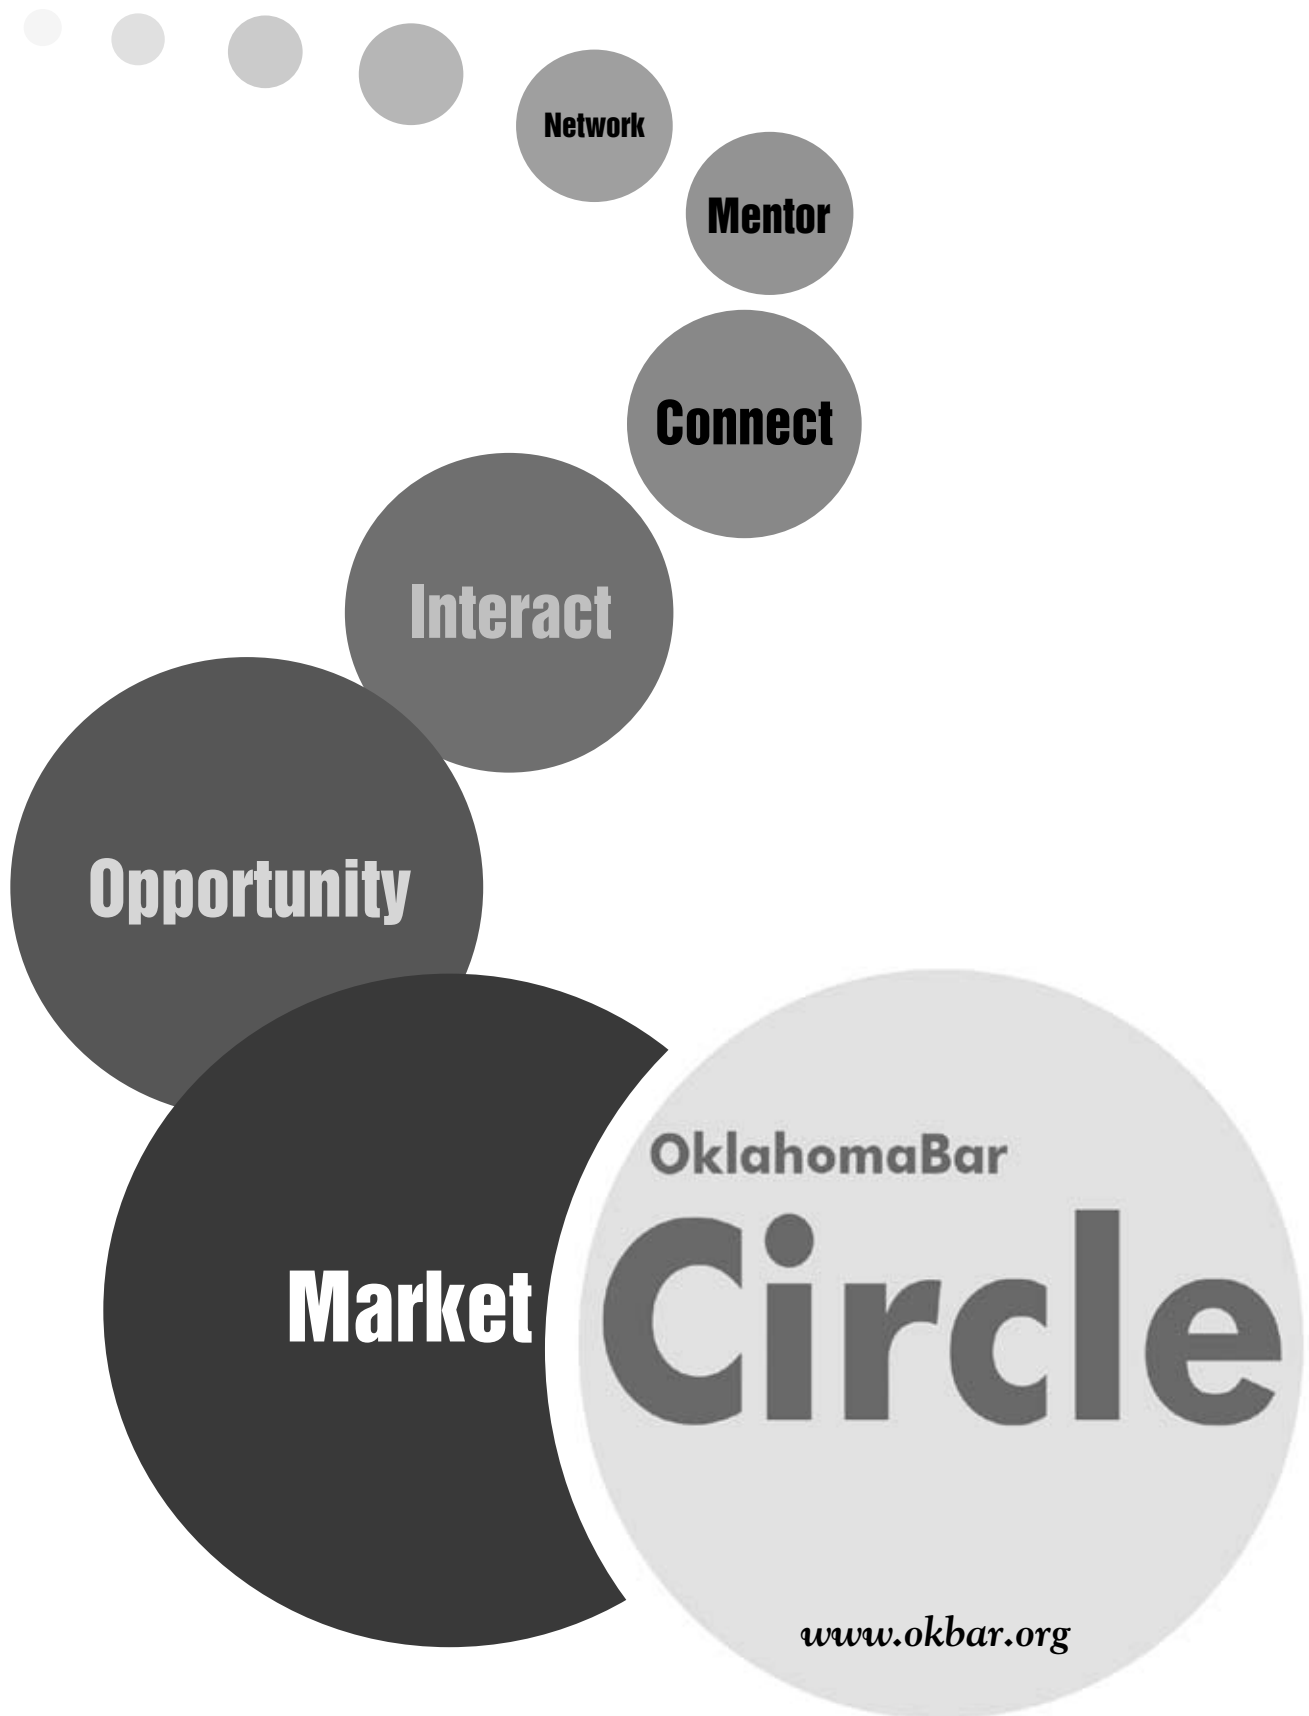 Network
Mentor
Connect
Interact
Opportunity
Market
OklahomaBar
Circle
www.okbar.org